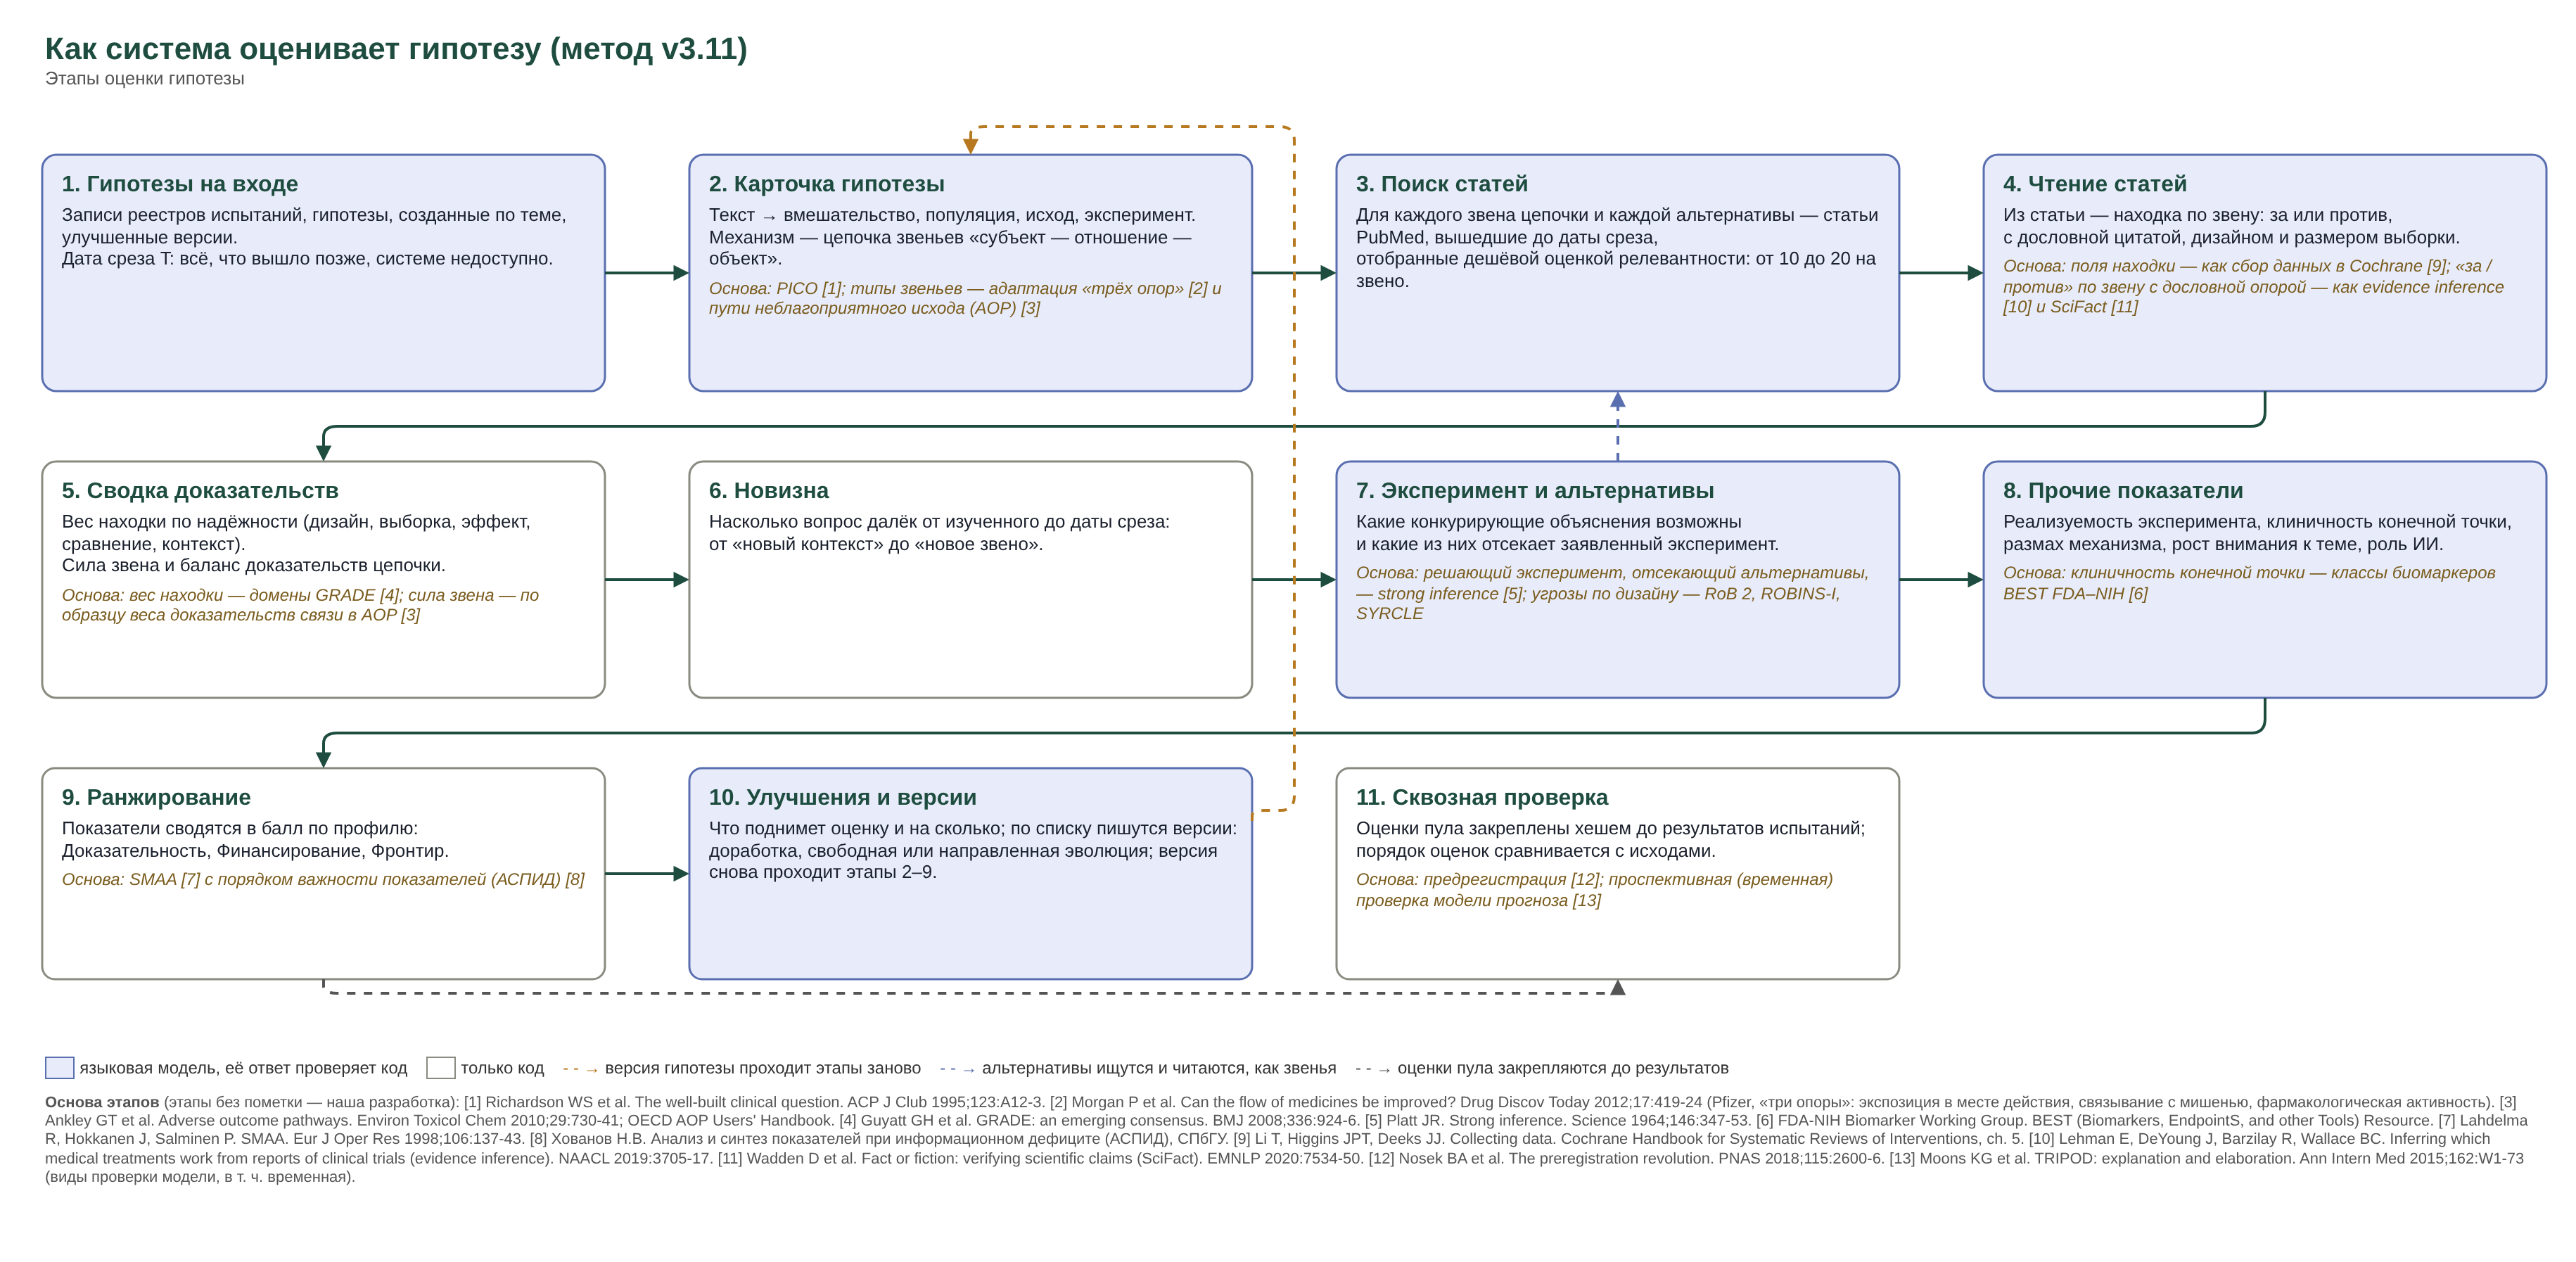 Как система оценивает гипотезу (метод v3.11)
Этапы оценки гипотезы
1. Гипотезы на входе
Записи реестров испытаний, гипотезы, созданные по теме,
улучшенные версии.
Дата среза T: всё, что вышло позже, системе недоступно.
2. Карточка гипотезы
Текст → вмешательство, популяция, исход, эксперимент.
Механизм — цепочка звеньев «субъект — отношение —
объект».
Основа: PICO [1]; типы звеньев — адаптация «трёх опор» [2] и
пути неблагоприятного исхода (AOP) [3]
3. Поиск статей
Для каждого звена цепочки и каждой альтернативы — статьи
PubMed, вышедшие до даты среза,
отобранные дешёвой оценкой релевантности: от 10 до 20 на
звено.
4. Чтение статей
Из статьи — находка по звену: за или против,
с дословной цитатой, дизайном и размером выборки.
Основа: поля находки — как сбор данных в Cochrane [9]; «за /
против» по звену с дословной опорой — как evidence inference
[10] и SciFact [11]
5. Сводка доказательств
Вес находки по надёжности (дизайн, выборка, эффект,
сравнение, контекст).
Сила звена и баланс доказательств цепочки.
Основа: вес находки — домены GRADE [4]; сила звена — по
образцу веса доказательств связи в AOP [3]
6. Новизна
Насколько вопрос далёк от изученного до даты среза:
от «новый контекст» до «новое звено».
7. Эксперимент и альтернативы
Какие конкурирующие объяснения возможны
и какие из них отсекает заявленный эксперимент.
Основа: решающий эксперимент, отсекающий альтернативы,
— strong inference [5]; угрозы по дизайну — RoB 2, ROBINS-I,
SYRCLE
8. Прочие показатели
Реализуемость эксперимента, клиничность конечной точки,
размах механизма, рост внимания к теме, роль ИИ.
Основа: клиничность конечной точки — классы биомаркеров
BEST FDA–NIH [6]
9. Ранжирование
Показатели сводятся в балл по профилю:
Доказательность, Финансирование, Фронтир.
Основа: SMAA [7] с порядком важности показателей (АСПИД) [8]
10. Улучшения и версии
Что поднимет оценку и на сколько; по списку пишутся версии:
доработка, свободная или направленная эволюция; версия
снова проходит этапы 2–9.
11. Сквозная проверка
Оценки пула закреплены хешем до результатов испытаний;
порядок оценок сравнивается с исходами.
Основа: предрегистрация [12]; проспективная (временная)
проверка модели прогноза [13]
языковая модель, её ответ проверяет код только код - - → версия гипотезы проходит этапы заново - - → альтернативы ищутся и читаются, как звенья - - → оценки пула закрепляются до результатов
Основа этапов (этапы без пометки — наша разработка): [1] Richardson WS et al. The well-built clinical question. ACP J Club 1995;123:A12-3. [2] Morgan P et al. Can the flow of medicines be improved? Drug Discov Today 2012;17:419-24 (Pfizer, «три опоры»: экспозиция в месте действия, связывание с мишенью, фармакологическая активность). [3]
Ankley GT et al. Adverse outcome pathways. Environ Toxicol Chem 2010;29:730-41; OECD AOP Users' Handbook. [4] Guyatt GH et al. GRADE: an emerging consensus. BMJ 2008;336:924-6. [5] Platt JR. Strong inference. Science 1964;146:347-53. [6] FDA-NIH Biomarker Working Group. BEST (Biomarkers, EndpointS, and other Tools) Resource. [7] Lahdelma
R, Hokkanen J, Salminen P. SMAA. Eur J Oper Res 1998;106:137-43. [8] Хованов Н.В. Анализ и синтез показателей при информационном дефиците (АСПИД), СПбГУ. [9] Li T, Higgins JPT, Deeks JJ. Collecting data. Cochrane Handbook for Systematic Reviews of Interventions, ch. 5. [10] Lehman E, DeYoung J, Barzilay R, Wallace BC. Inferring which
medical treatments work from reports of clinical trials (evidence inference). NAACL 2019:3705-17. [11] Wadden D et al. Fact or fiction: verifying scientific claims (SciFact). EMNLP 2020:7534-50. [12] Nosek BA et al. The preregistration revolution. PNAS 2018;115:2600-6. [13] Moons KG et al. TRIPOD: explanation and elaboration. Ann Intern Med 2015;162:W1-73
(виды проверки модели, в т. ч. временная).